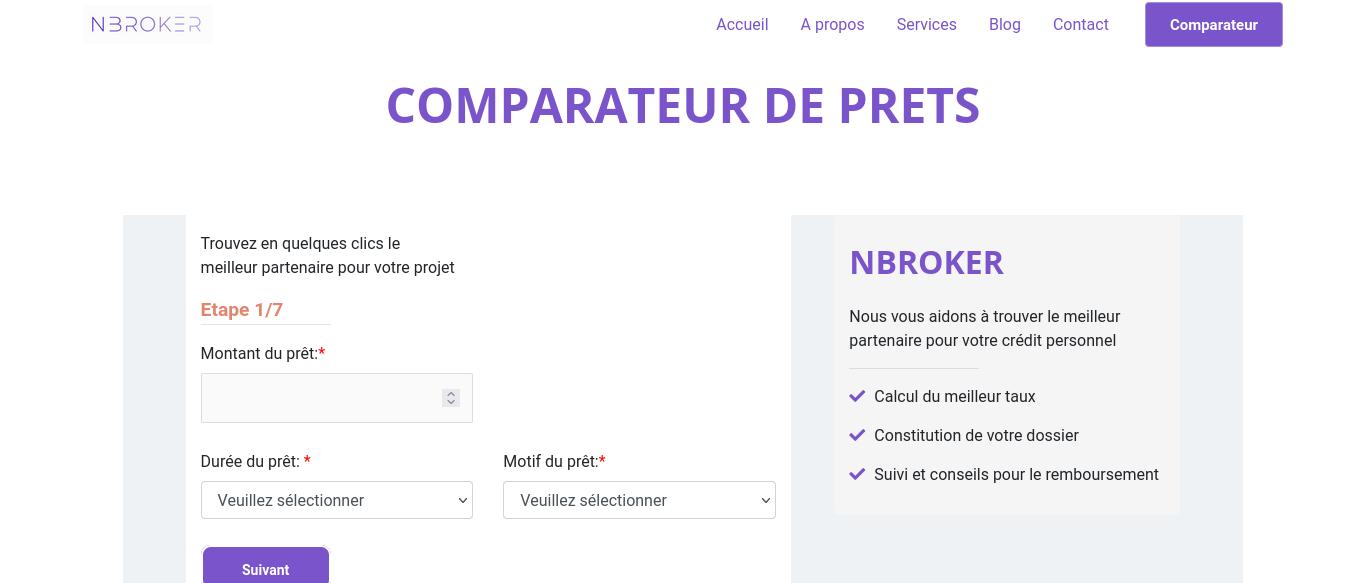 NBROKER
Accueil
A propos
Services
Blog
Contact
Comparateur
COMPARATEUR DE PRETS
Trouvez en quelques clics le
meilleur partenaire pour votre projet
Etape 1/7
Montant du prêt:*
Durée du prêt: *
Motif du prêt:*
Veuillez sélectionner
Veuillez sélectionner
Suivant
NBROKER
Nous vous aidons à trouver le meilleur
partenaire pour votre crédit personnel
Calcul du meilleur taux
Constitution de votre dossier
Suivi et conseils pour le remboursement